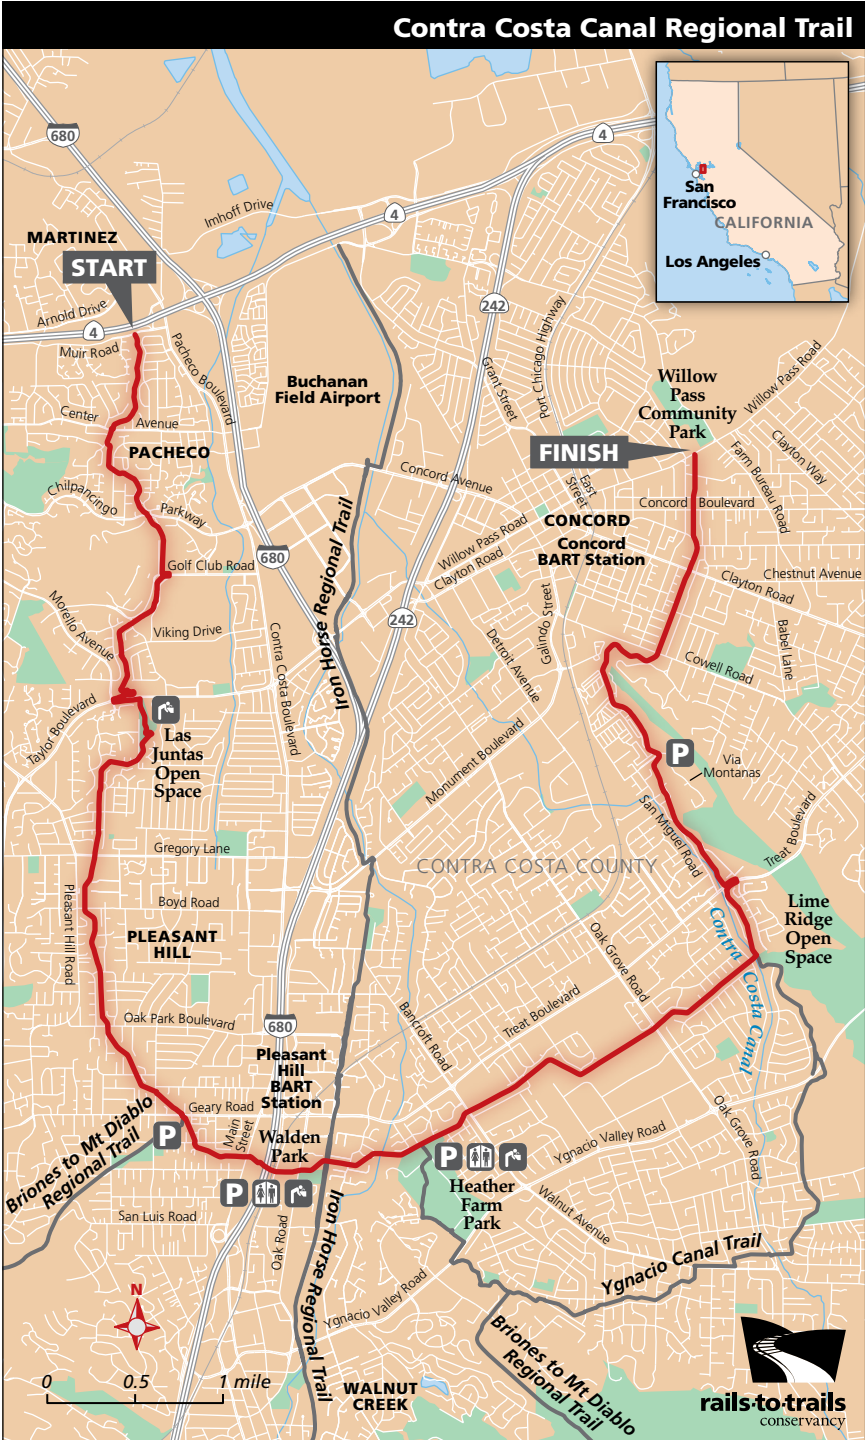 Contra Costa Canal Regional Trail
680
4
Imhoff Drive
4
San
Francisco
CALIFORNIA
Los Angeles
MARTINEZ
START
Arnold Drive
4
Muir Road
Pacheco Boulevard
242
Port Chicago Highway
Grant Street
Buchanan
Field Airport
Willow
Pass
Community
Park
Willow Pass Road
Center
Avenue
PACHECO
FINISH
Farm Bureau Road
Clayton Way
Chilpancingo
Parkway
Concord Avenue
East
Street
Concord
Boulevard
CONCORD
Concord
BART Station
Willow Pass Road
Clayton Road
Golf Club Road
680
Iron Horse Regional Trail
Chestnut Avenue
Clayton Road
Morello Avenue
Viking Drive
Contra Costa Boulevard
242
Galindo Street
Detroit Avenue
Babel Lane
Cowell Road
Taylor Boulevard
Las
Juntas
Open
Space
Monument Boulevard
P
Via
Montanas
San Miguel Road
Treat Boulevard
Gregory Lane
CONTRA COSTA COUNTY
Pleasant Hill Road
Boyd Road
PLEASANT
HILL
Lime
Ridge
Open
Space
Contra
Costa Canal
Oak Grove Road
Treat Boulevard
Bancroft Road
Oak Park Boulevard
680
Pleasant
Hill
BART
Station
Geary Road
Main
Street
Walden
Park
Briones to Mt Diablo
Regional Trail
P
P
P
Heather
Farm
Park
Ygnacio Valley Road
Oak Grove Road
Walnut Avenue
San Luis Road
Oak Road
Iron Horse Regional Trail
Ygnacio Valley Road
Ygnacio Canal Trail
Briones to Mt Diablo
Regional Trail
N
0
0.5
1 mile
WALNUT
CREEK
rails·to·trails
conservancy